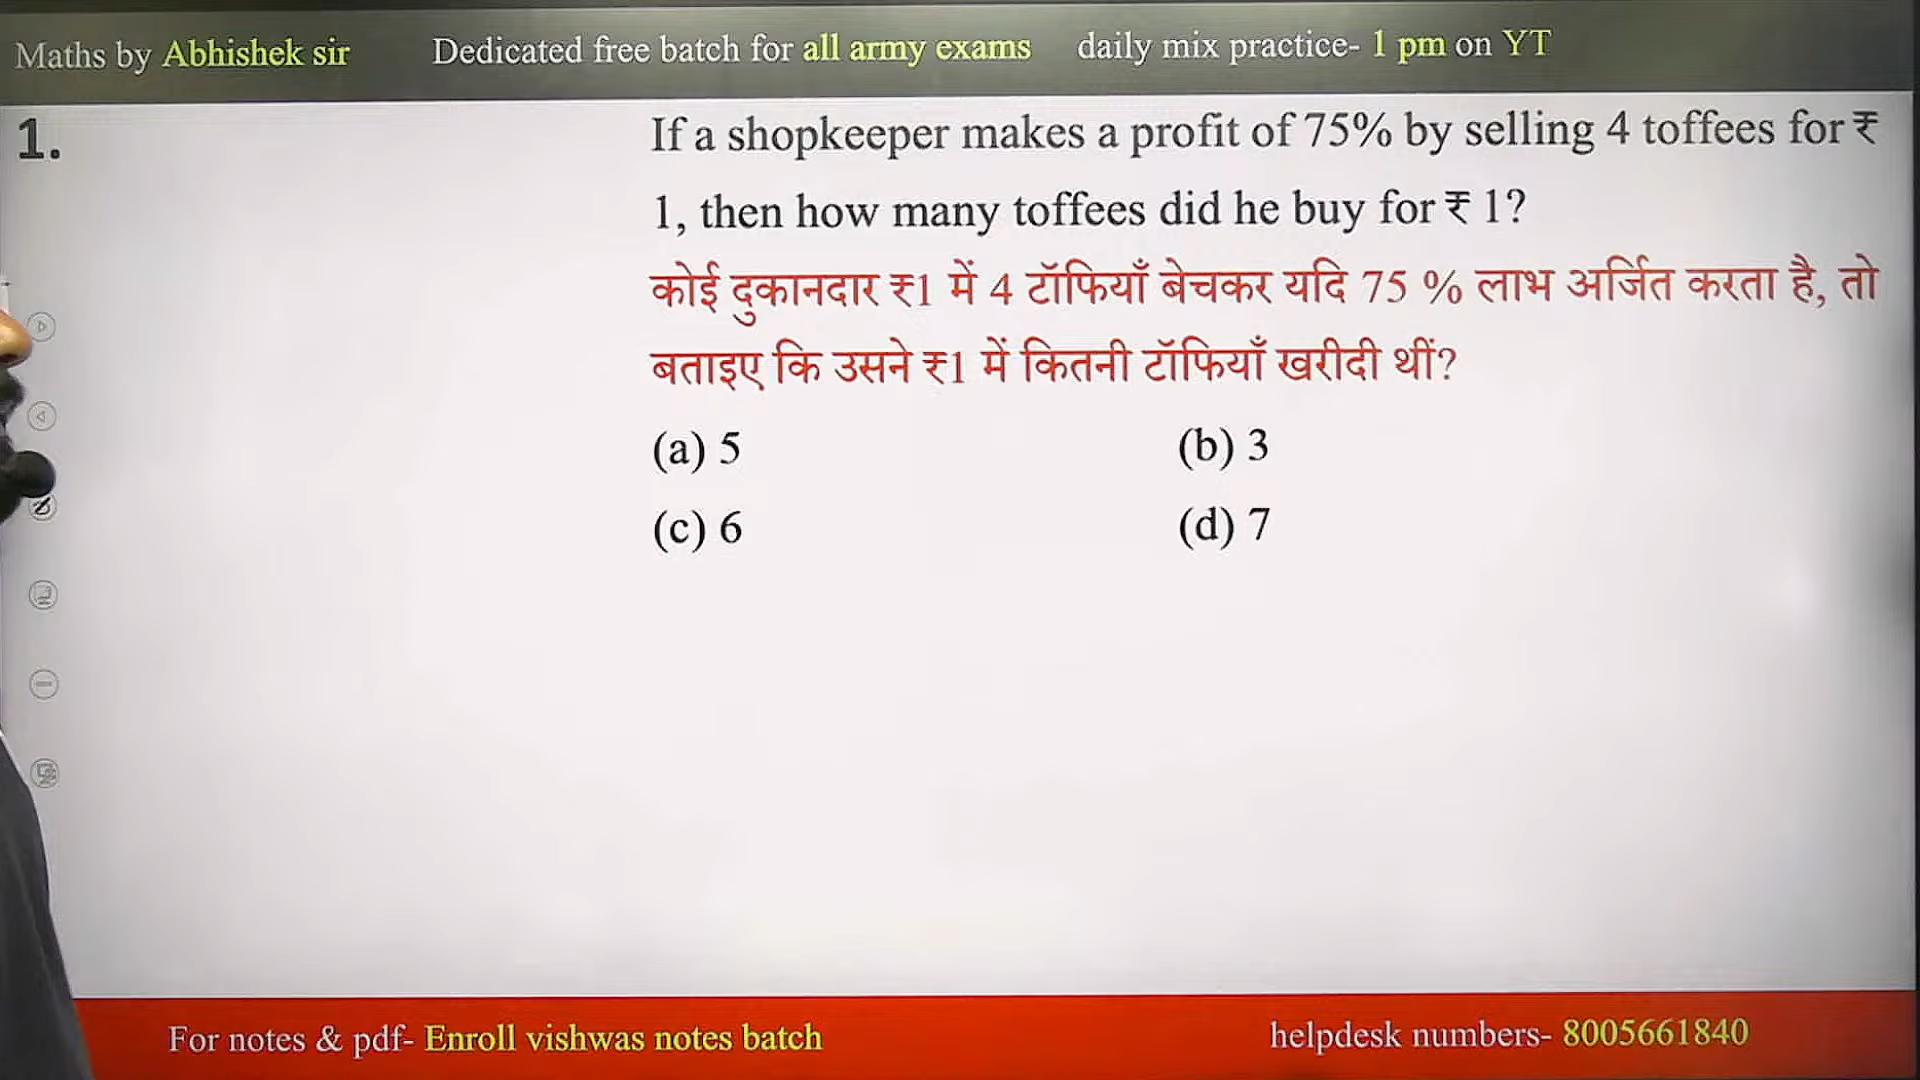 Maths by Abhishek sir Dedicated free batch for all army exams daily mix practice- 1 pm on YT
1.
If a shopkeeper makes a profit of 75% by selling 4 toffees for ₹
1, then how many toffees did he buy for ₹ 1?
कोई दुकानदार ₹1 में 4 टॉफियाँ बेचकर यदि 75 % लाभ अर्जित करता है, तो
बताइए कि उसने ₹1 में कितनी टॉफियाँ खरीदी थीं?
(a) 5 (b) 3
(c) 6 (d) 7
For notes & pdf- Enroll vishwas notes batch helpdesk numbers- 8005661840